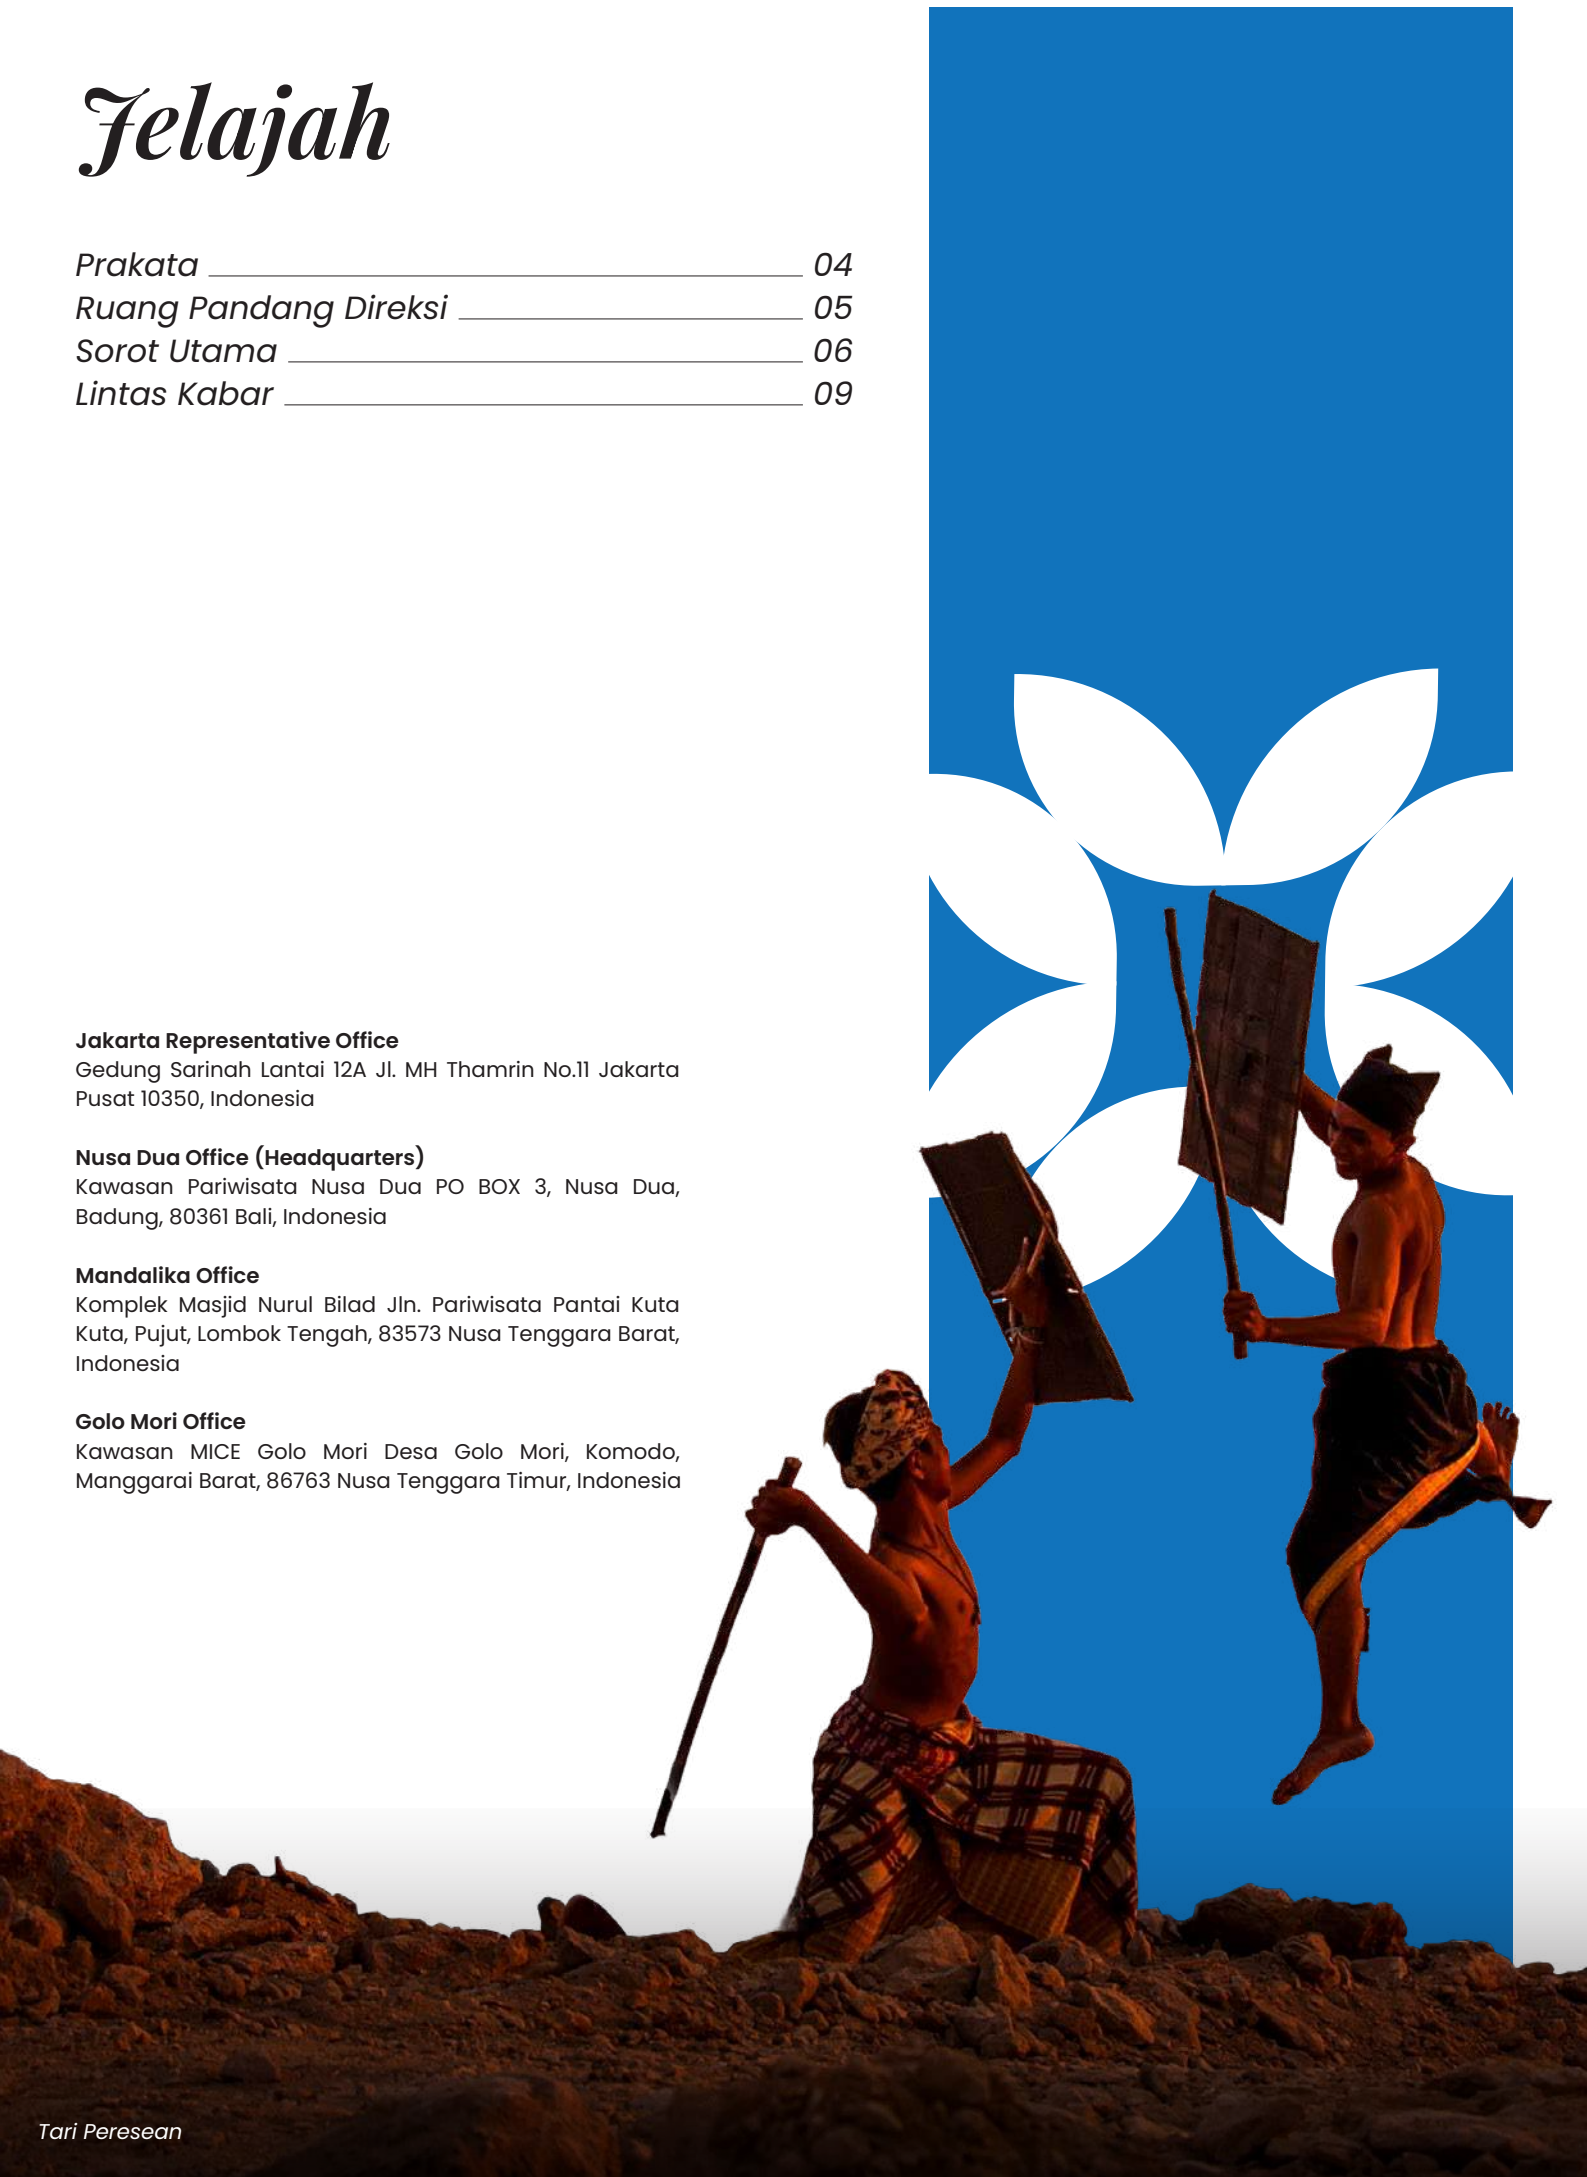 Jelajah
Prakata 04
Ruang Pandang Direksi 05
Sorot Utama 06
Lintas Kabar 09
Jakarta Representative Office
Gedung Sarinah Lantai 12A Jl. MH Thamrin No.11 Jakarta
Pusat 10350, Indonesia
Nusa Dua Office (Headquarters)
Kawasan Pariwisata Nusa Dua PO BOX 3, Nusa Dua,
Badung, 80361 Bali, Indonesia
Mandalika Office
Komplek Masjid Nurul Bilad Jln. Pariwisata Pantai Kuta
Kuta, Pujut, Lombok Tengah, 83573 Nusa Tenggara Barat,
Indonesia
Golo Mori Office
Kawasan MICE Golo Mori Desa Golo Mori, Komodo,
Manggarai Barat, 86763 Nusa Tenggara Timur, Indonesia
Tari Peresean